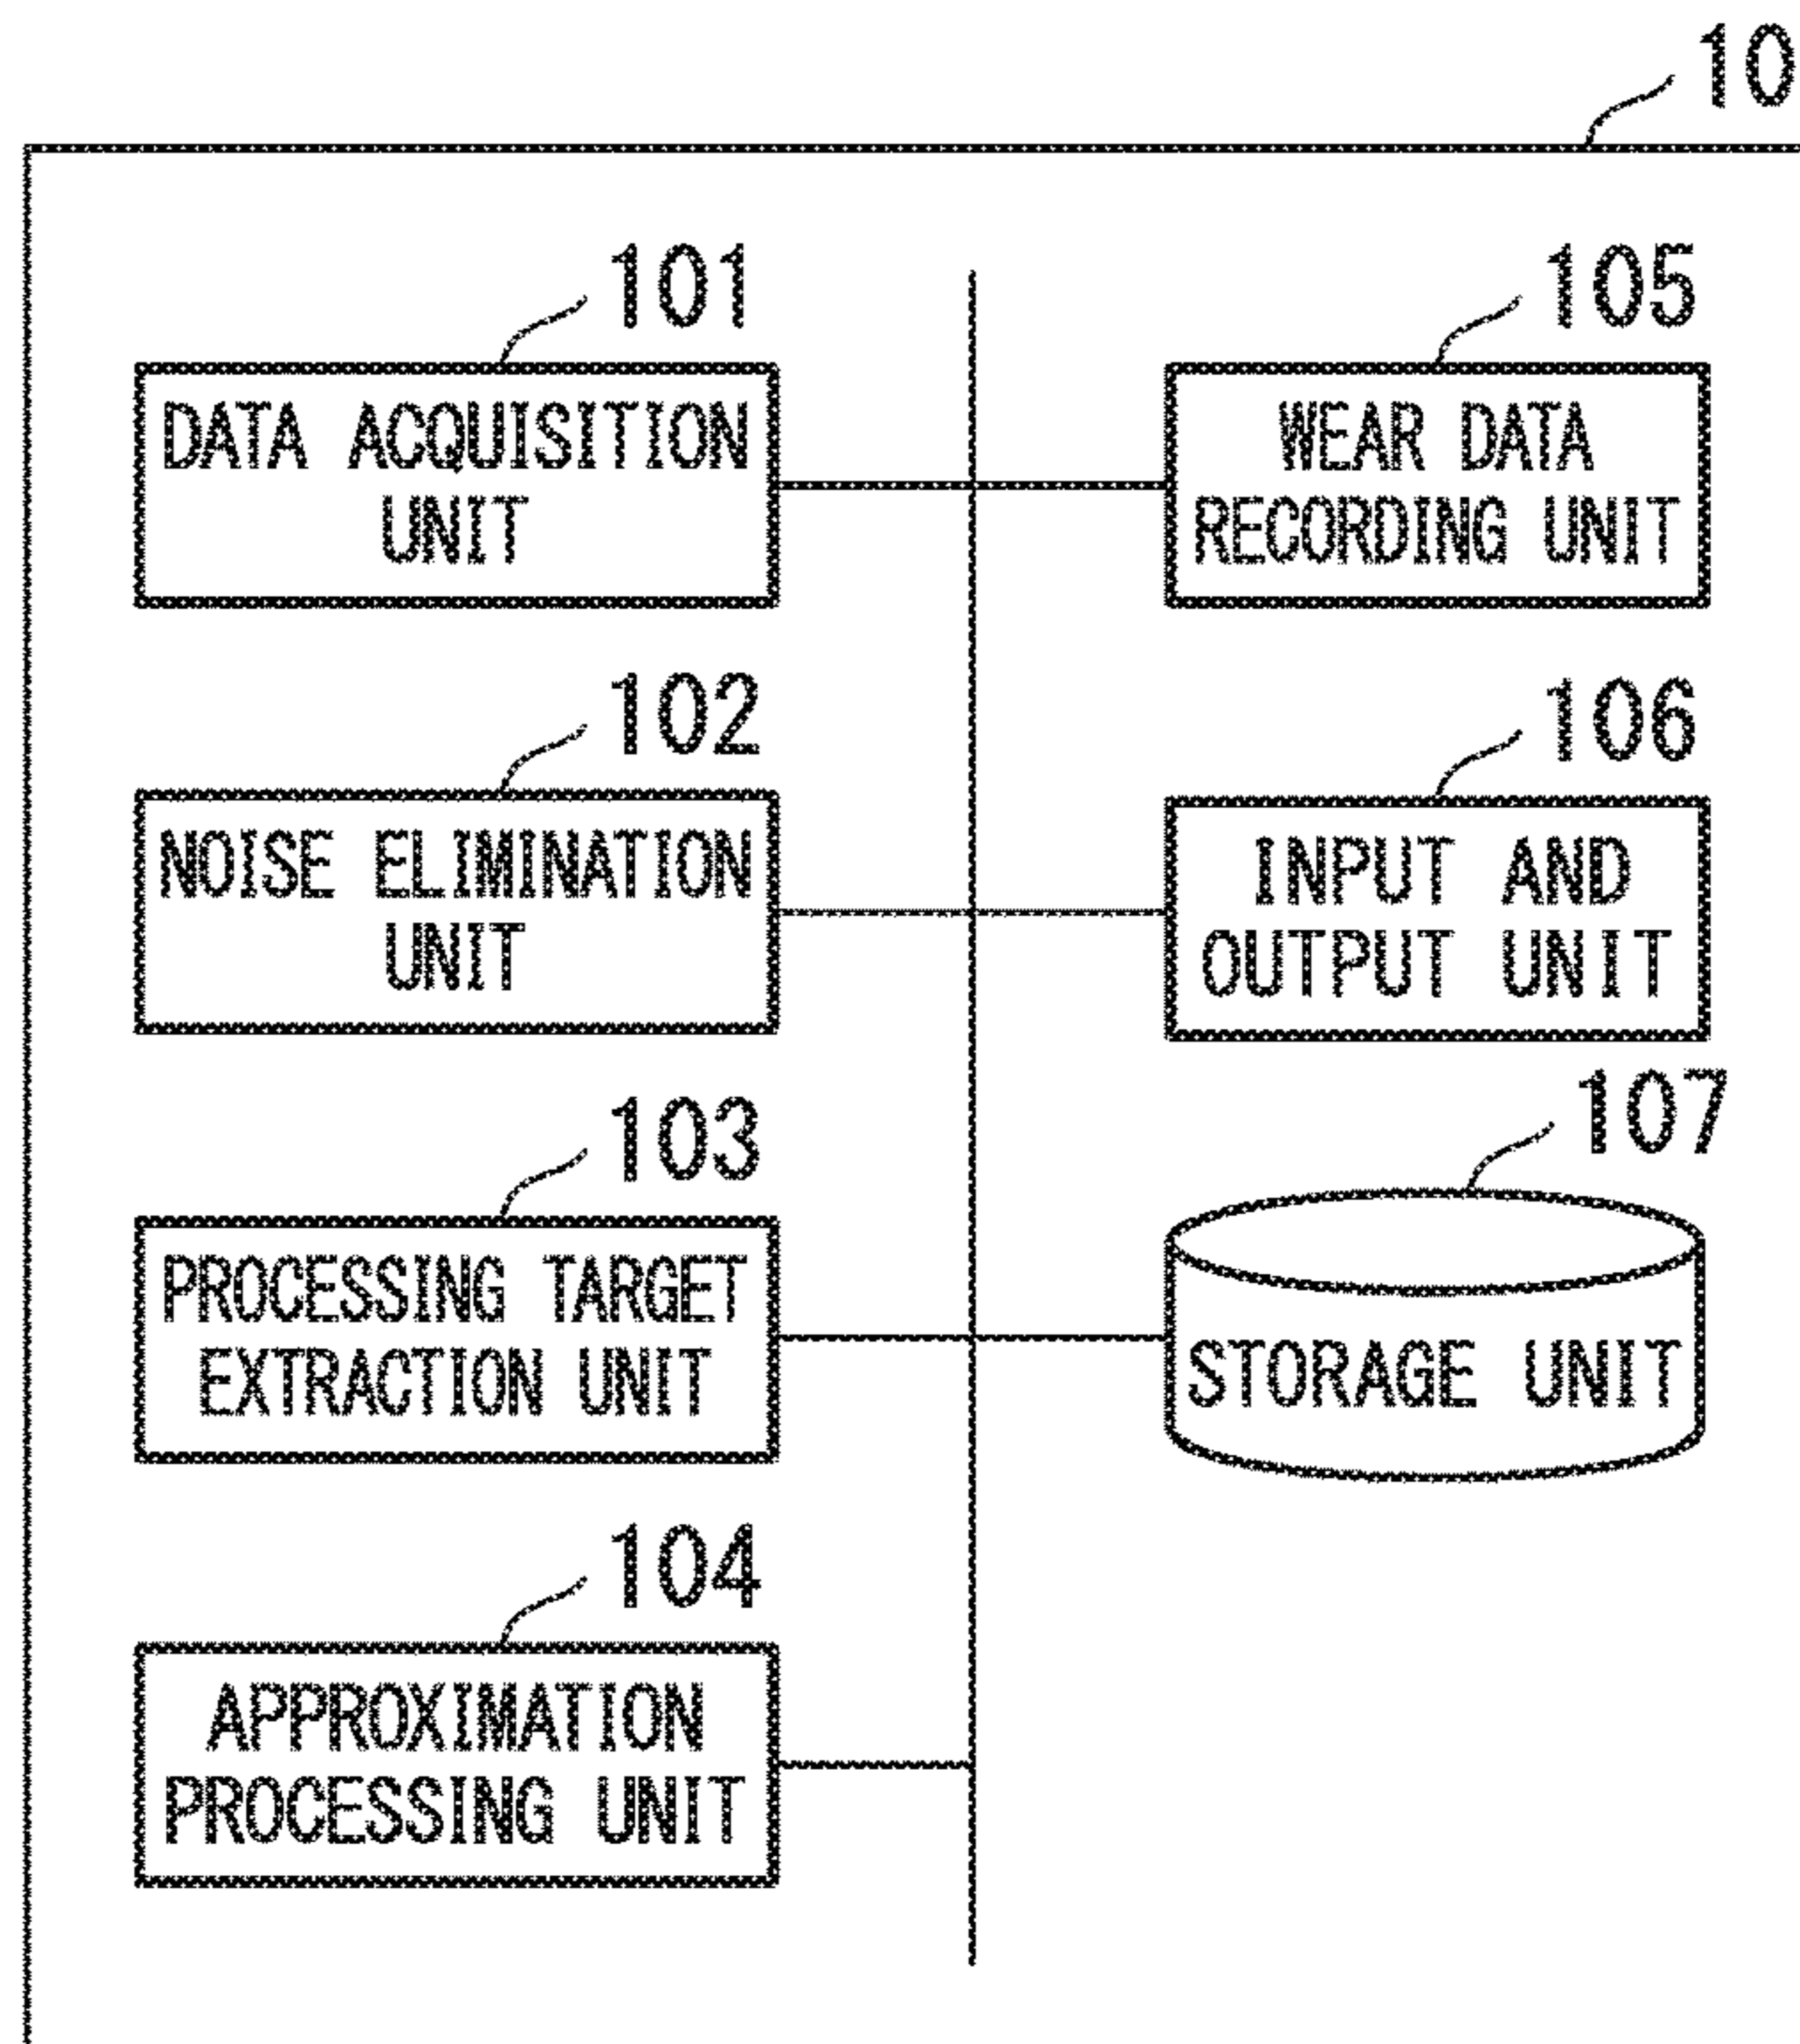 10
101
DATA ACQUISITION
UNIT
102
NOISE ELIMINATION
UNIT
103
PROCESSING TARGET
EXTRACTION UNIT
104
APPROXIMATION
PROCESSING UNIT
105
WEAR DATA
RECORDING UNIT
106
INPUT AND
OUTPUT UNIT
107
STORAGE UNIT